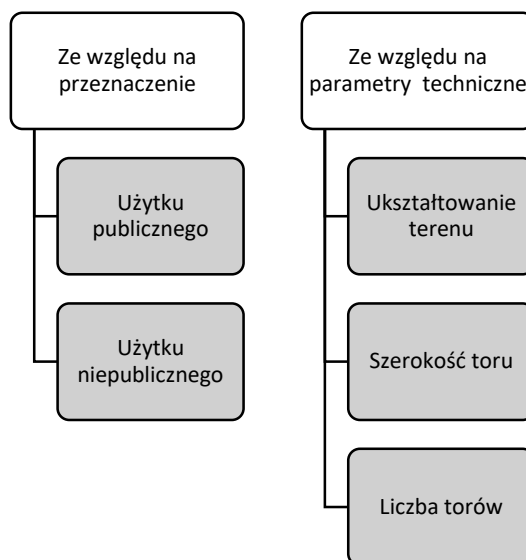 Ze względu na
przeznaczenie
Użytku
publicznego
Użytku
niepublicznego
Ze względu na
parametry  techniczne
Ukształtowanie
terenu
Szerokość toru
Liczba torów